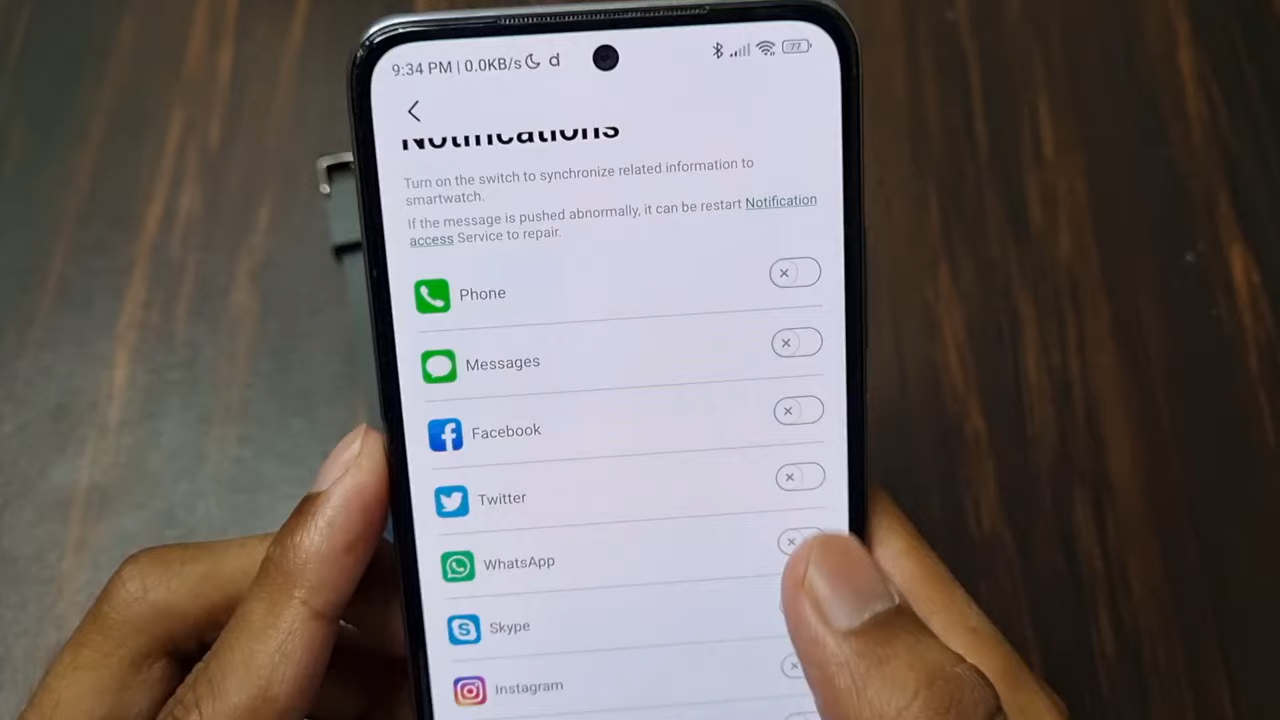 9:34 PM | 0.0KB/s d 77
Notifications
Turn on the switch to synchronize related information to
smartwatch.
If the message is pushed abnormally, it can be restart Notification
access Service to repair.
Phone
Messages
Facebook
Twitter
WhatsApp
Skype
Instagram